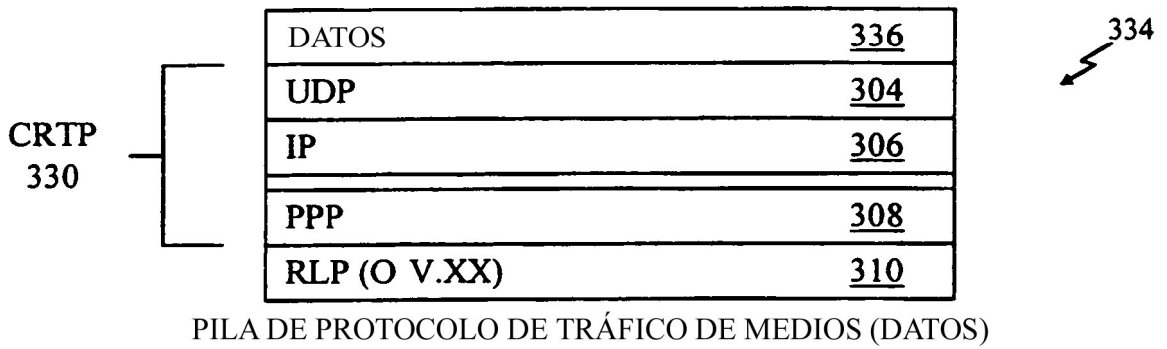 DATOS 336
334
UDP 304
CRTP
330
IP 306
PPP 308
RLP (O V.XX) 310
PILA DE PROTOCOLO DE TRÁFICO DE MEDIOS (DATOS)